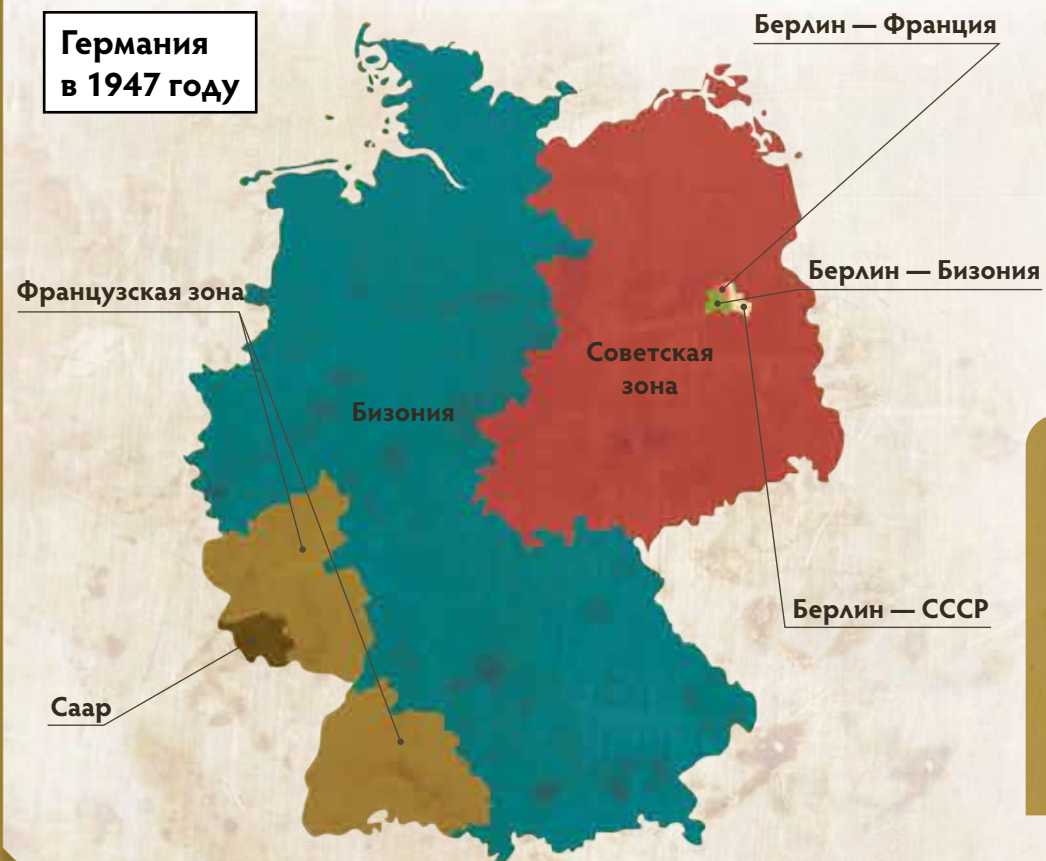 Германия
в 1947 году
Берлин — Франция
Берлин — Бизония
Французская зона
Советская
зона
Бизония
Берлин — СССР
Саар